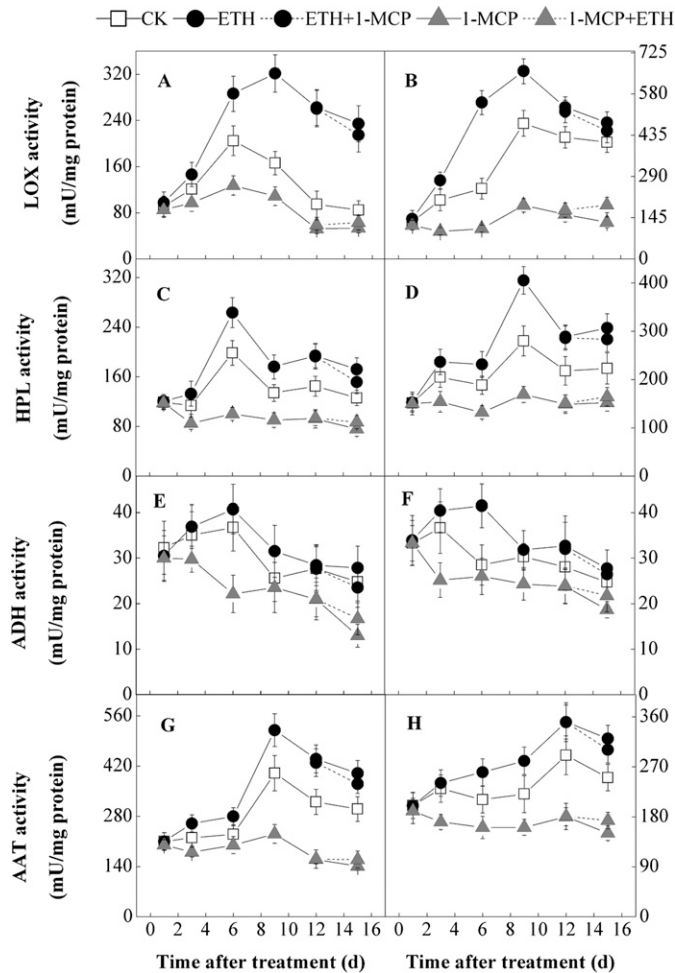 CK ETH ETH+1-MCP 1-MCP 1-MCP+ETH
A
320
240
160
80
0
LOX activity
(mU/mg protein)
B
725
580
435
290
145
0
C
320
240
160
80
0
HPL activity
(mU/mg protein)
D
400
300
200
100
0
E
40
30
20
10
0
ADH activity
(mU/mg protein)
F
40
30
20
10
0
G
560
420
280
140
0
AAT activity
(mU/mg protein)
H
360
270
180
90
0
0 2 4 6 8 10 12 14 16
0 2 4 6 8 10 12 14 16
Time after treatment (d)
Time after treatment (d)